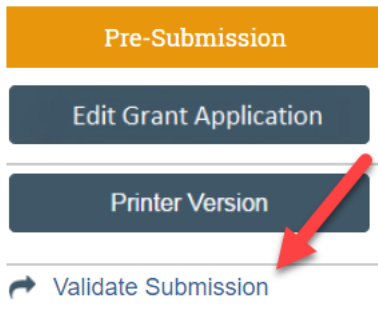 Pre-Submission
Edit Grant Application
Printer Version
Validate Submission